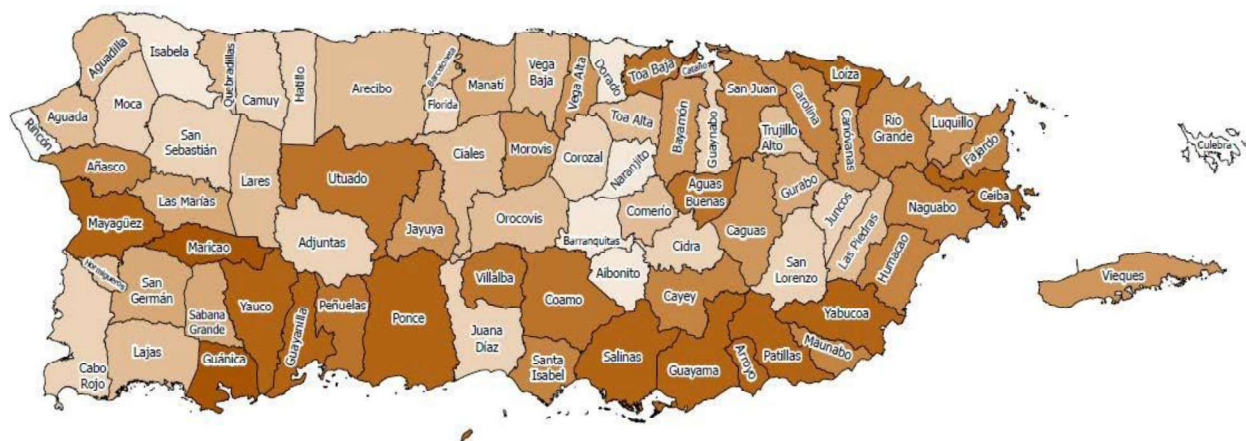 Aguadilla
Isabela
Quebradillas
Camuy
Hatillo
Arecibo
Barceloneta
Florida
Manatí
Vega
Baja
Vega Alta
Dorado
Toa Baja
Cataño
Toa Alta
Bayamón
Guaynabo
San Juan
Trujillo
Alto
Carolina
Canóvanas
Loíza
Río
Grande
Luquillo
Fajardo
Culebra
Rincón
Aguada
Moca
San
Sebastián
Añasco
Lares
Utuado
Ciales
Morovis
Corozal
Naranjito
Aguas
Buenas
Gurabo
Juncos
Las Piedras
Naguabo
Ceiba
Mayagüez
Las Marías
Maricao
Adjuntas
Jayuya
Orocovis
Barranquitas
Comerío
Cidra
Caguas
San
Lorenzo
Humacao
Vieques
Hormigueros
San
Germán
Sabana
Grande
Yauco
Guayanilla
Peñuelas
Ponce
Villalba
Juana
Díaz
Coamo
Aibonito
Cayey
Yabucoa
Cabo
Rojo
Lajas
Guánica
Santa
Isabel
Salinas
Guayama
Arroyo
Patillas
Maunabo